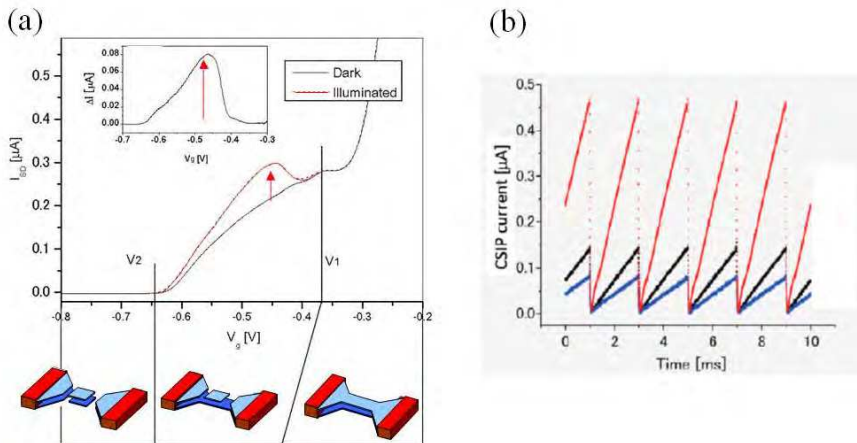 (a)
ΔI [μA]
0.08
0.06
0.04
0.02
0.00
-0.7 -0.6 -0.5 -0.4 -0.3
Vg [V]
Dark
Illuminated
I_SD [μA]
0.5
0.4
0.3
0.2
0.1
0.0
V2
V1
-0.8 -0.7 -0.6 -0.5 -0.4 -0.3 -0.2
V_g [V]
(b)
CSIP current [μA]
0.5
0.4
0.3
0.2
0.1
0.0
0 2 4 6 8 10
Time [ms]